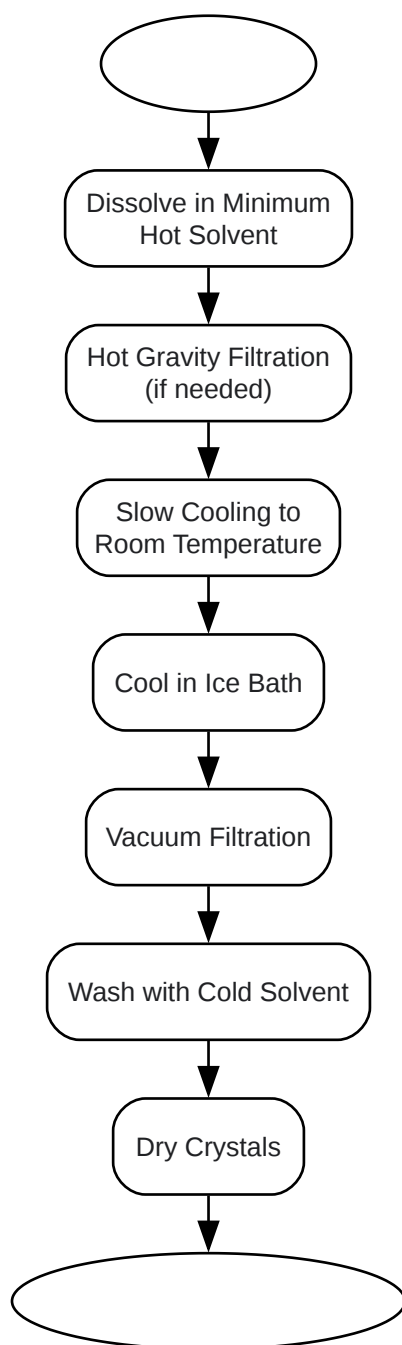 Dissolve in Minimum
Hot Solvent
Hot Gravity Filtration
(if needed)
Slow Cooling to
Room Temperature
Cool in Ice Bath
Vacuum Filtration
Wash with Cold Solvent
Dry Crystals